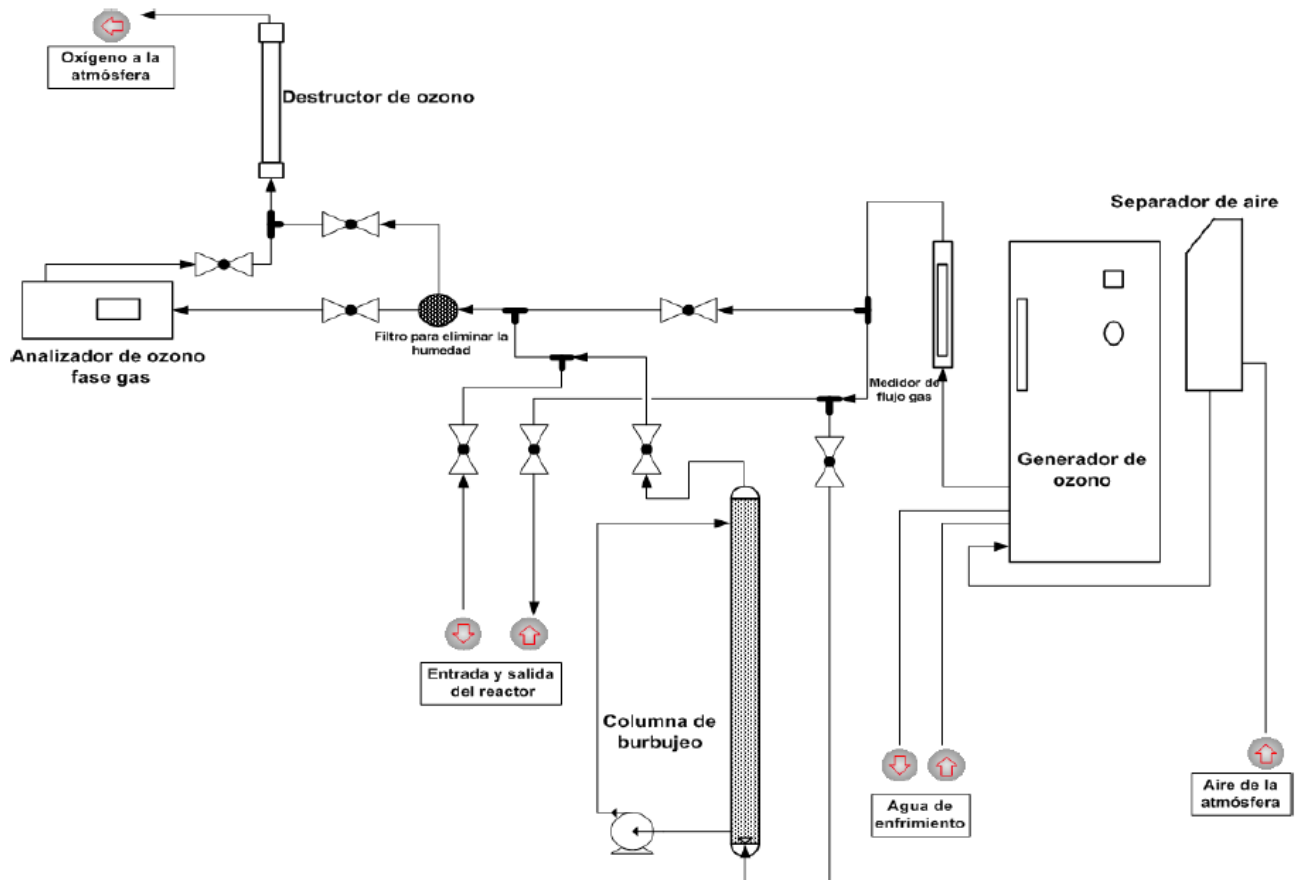 Oxígeno a la
atmósfera
Destructor de ozono
Separador de aire
Filtro para eliminar la
humedad
Analizador de ozono
fase gas
Medidor de
flujo gas
Generador de
ozono
Entrada y salida
del reactor
Columna de
burbujeo
Agua de
enfrimiento
Aire de la
atmósfera